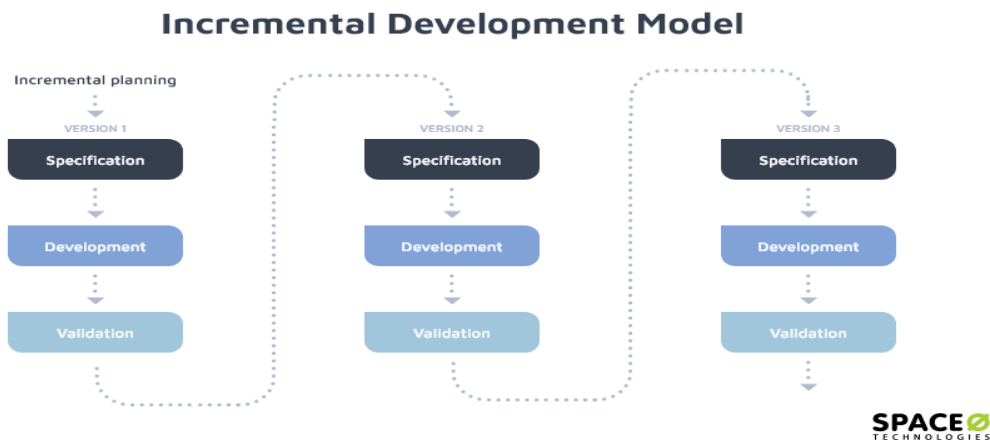 Incremental Development Model
Incremental planning
VERSION 1
Specification
Development
Validation
VERSION 2
Specification
Development
Validation
VERSION 3
Specification
Development
Validation
SPACEØ
TECHNOLOGIES